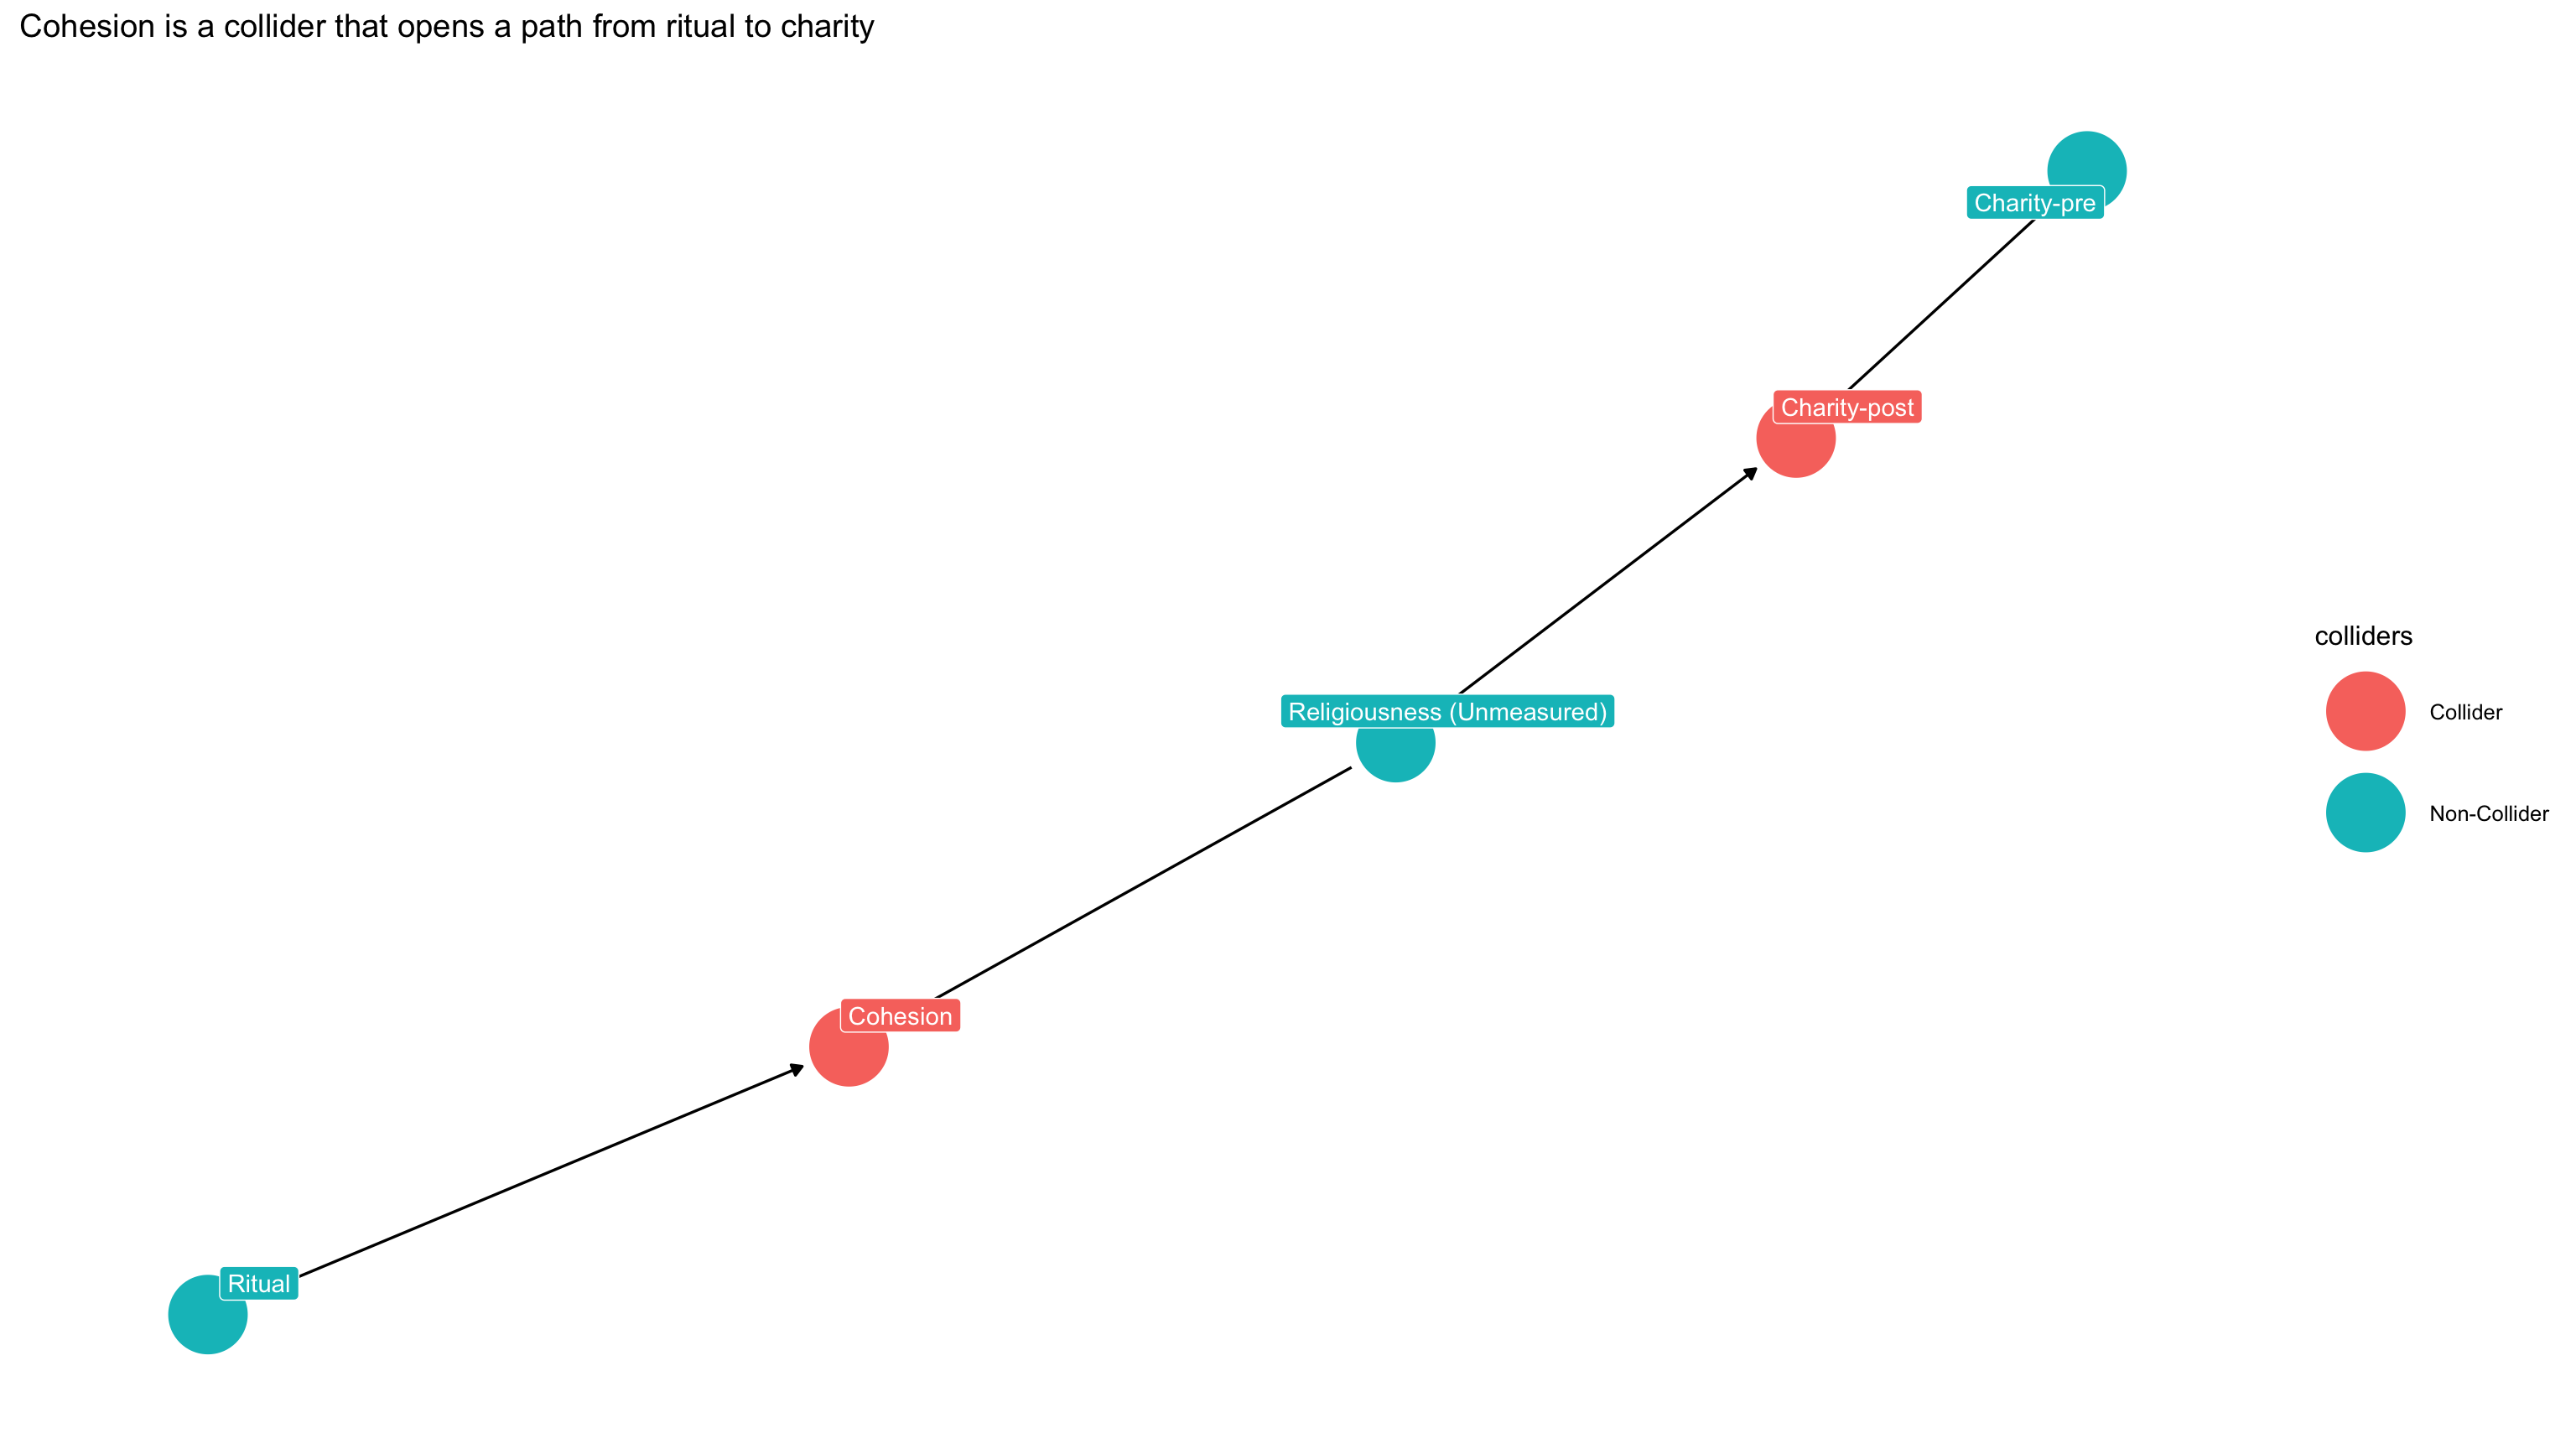 Cohesion is a collider that opens a path from ritual to charity
Charity-pre
Charity-post
colliders
Religiousness (Unmeasured)
Collider
Non-Collider
Cohesion
Ritual